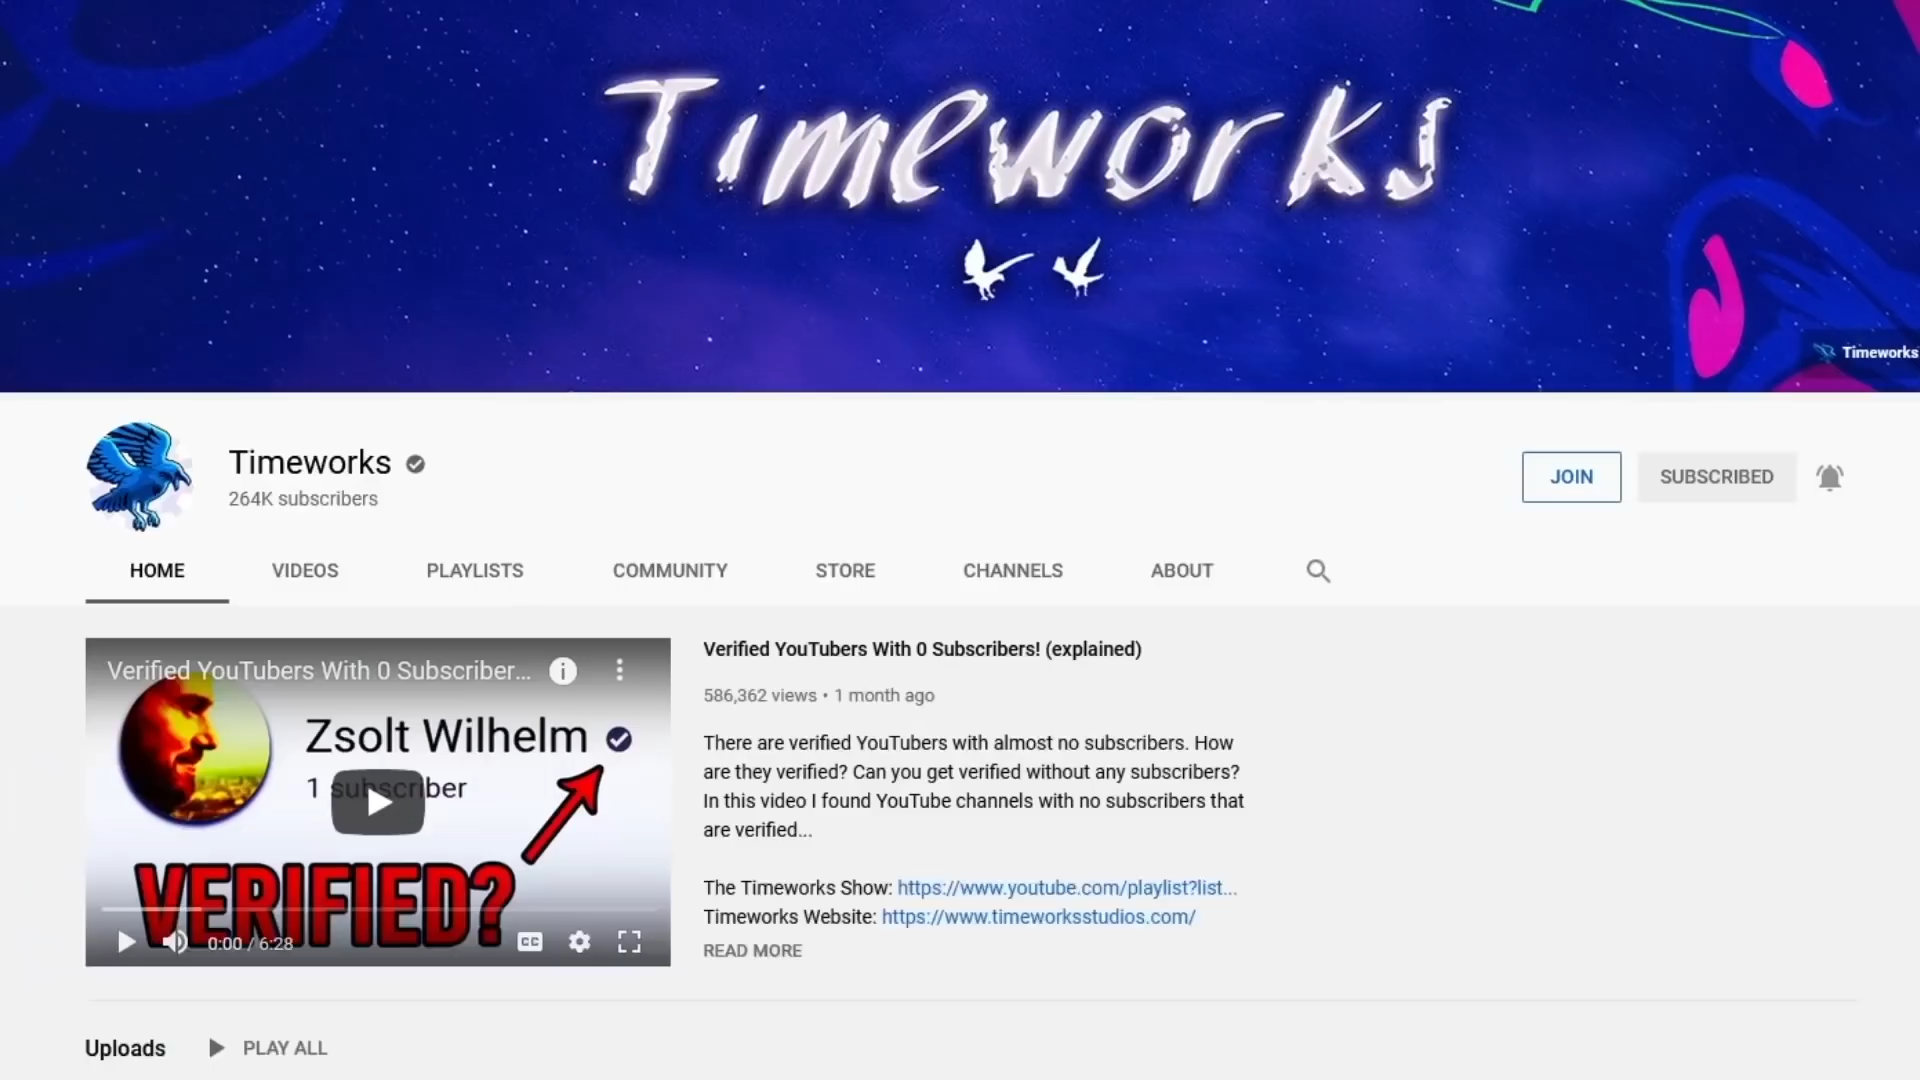 Timeworks
Timeworks
Timeworks
264K subscribers
JOIN
SUBSCRIBED
HOME
VIDEOS
PLAYLISTS
COMMUNITY
STORE
CHANNELS
ABOUT
Verified YouTubers With 0 Subscriber...
Zsolt Wilhelm
1 subscriber
VERIFIED?
0:00 / 6:28
CC
Verified YouTubers With 0 Subscribers! (explained)
586,362 views • 1 month ago
There are verified YouTubers with almost no subscribers. How
are they verified? Can you get verified without any subscribers?
In this video I found YouTube channels with no subscribers that
are verified...
The Timeworks Show: https://www.youtube.com/playlist?list...
Timeworks Website: https://www.timeworksstudios.com/
READ MORE
Uploads
PLAY ALL